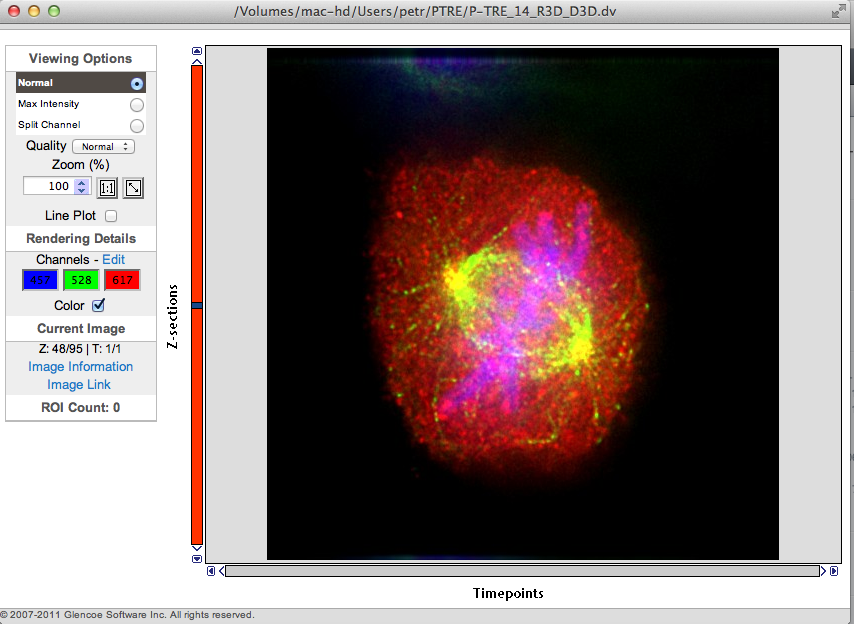 /Volumes/mac-hd/Users/petr/PTRE/P-TRE_14_R3D_D3D.dv
Viewing Options
Normal
Max Intensity
Split Channel
Quality Normal
Zoom (%)
100 1:1
Line Plot
Rendering Details
Channels - Edit
457 528 617
Color
Current Image
Z: 48/95 | T: 1/1
Image Information
Image Link
ROI Count: 0
Z-sections
Timepoints
© 2007-2011 Glencoe Software Inc. All rights reserved.